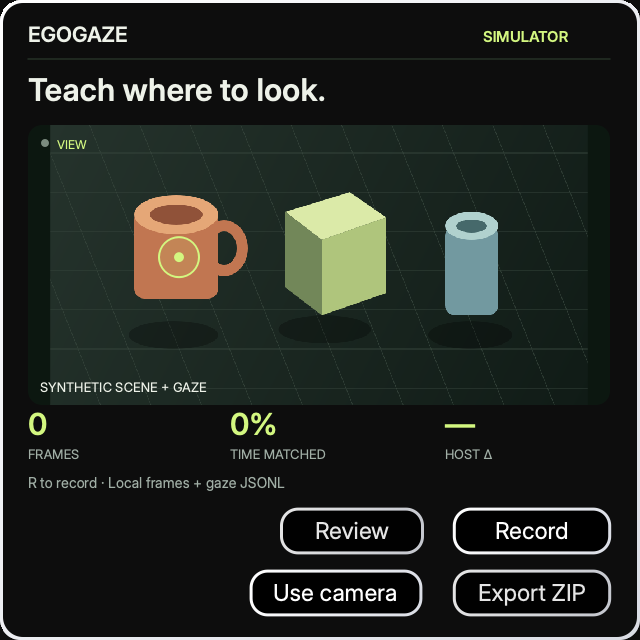 EGOGAZE
SIMULATOR
Teach where to look.
VIEW
SYNTHETIC SCENE + GAZE
0
0%
—
FRAMES
TIME MATCHED
HOST Δ
R to record · Local frames + gaze JSONL
Review
Record
Use camera
Export ZIP